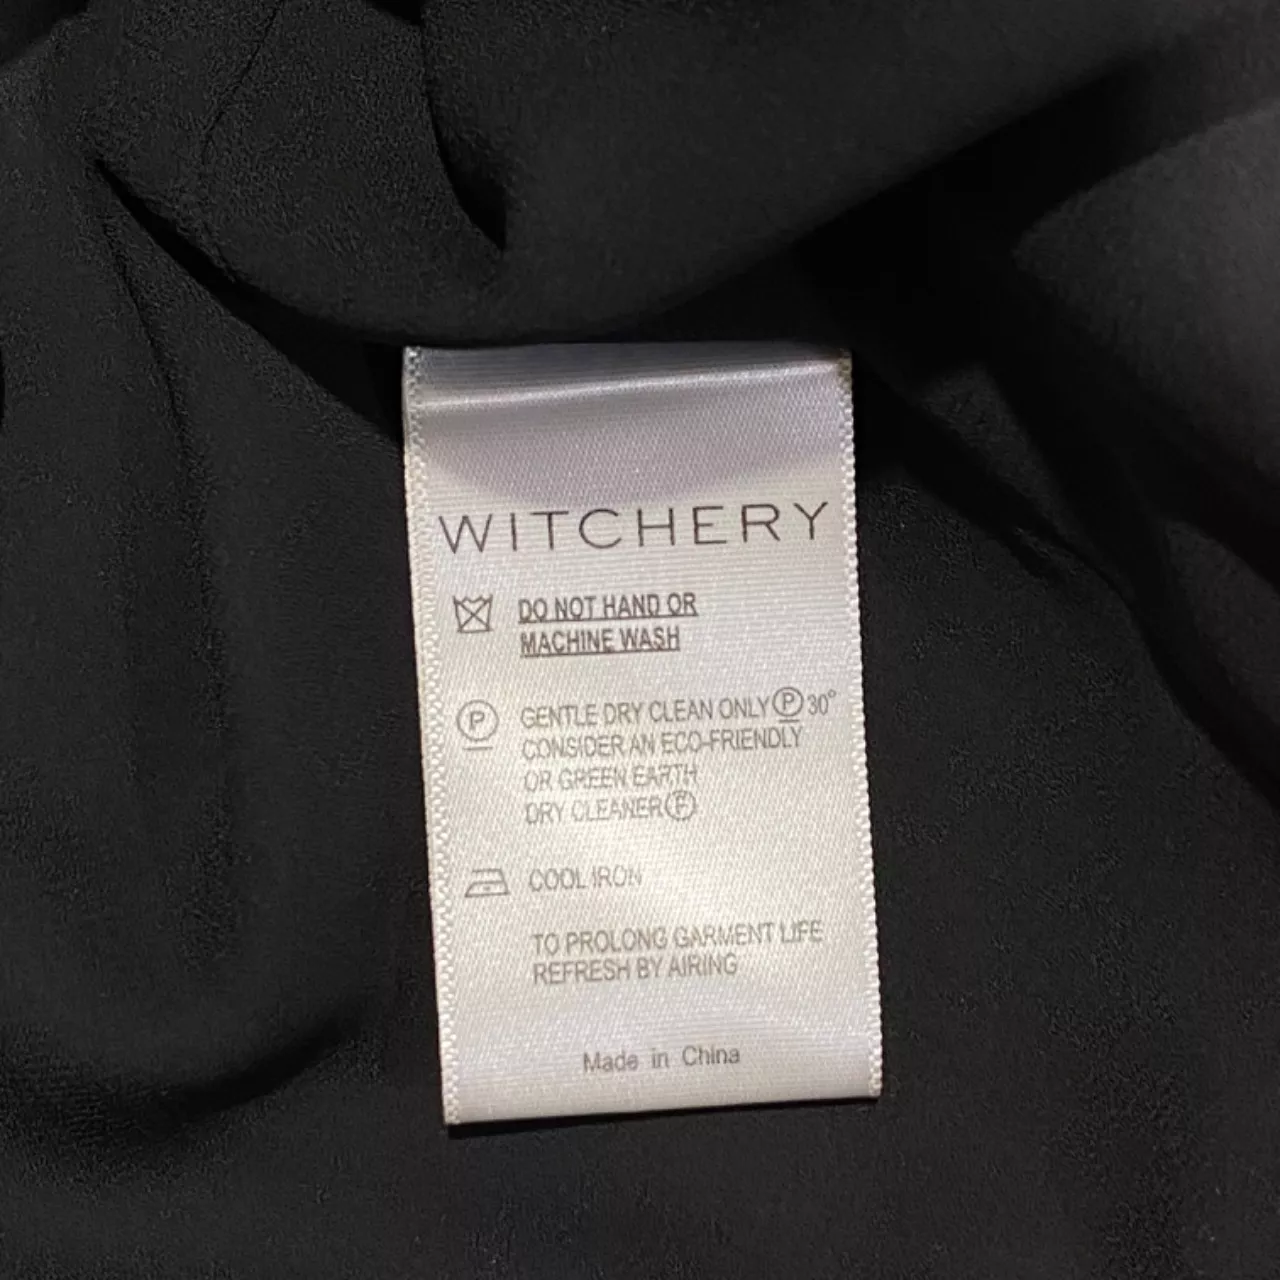 WITCHERY
DO NOT HAND OR
MACHINE WASH
P GENTLE DRY CLEAN ONLY P 30°
CONSIDER AN ECO-FRIENDLY
OR GREEN EARTH
DRY CLEANER F
COOL IRON
TO PROLONG GARMENT LIFE
REFRESH BY AIRING
Made in China